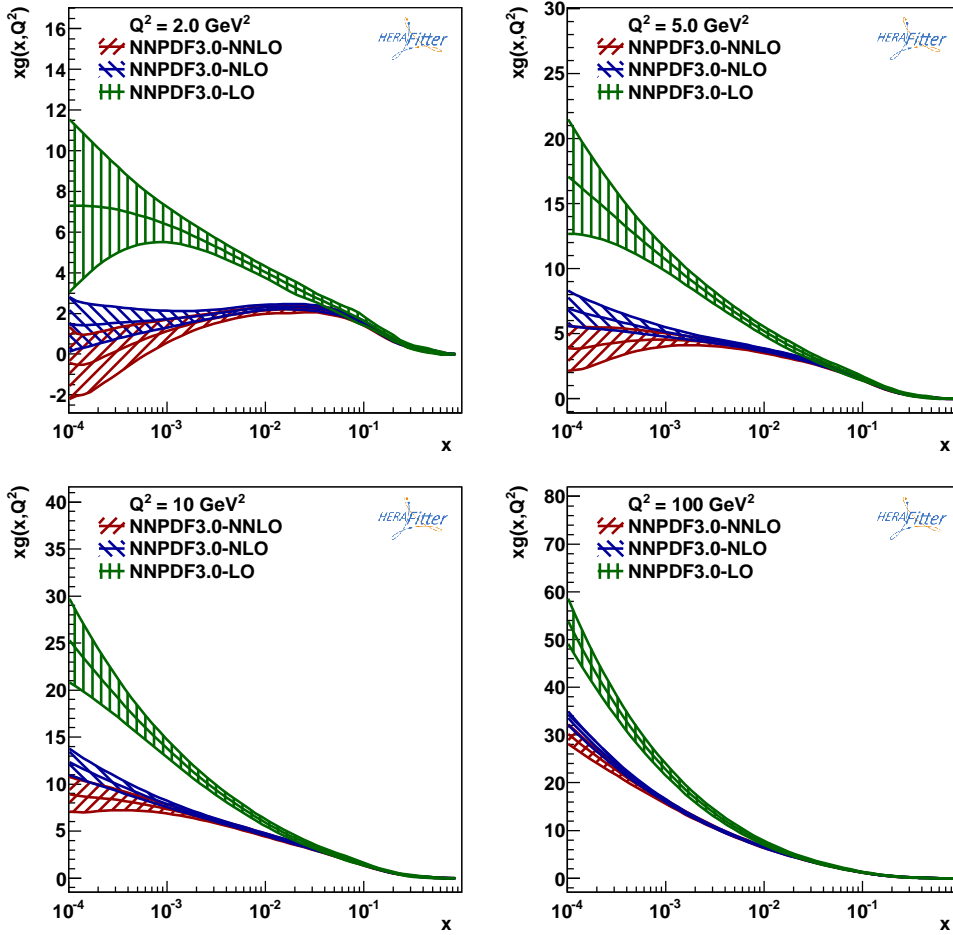 xg(x,Q²)
Q² = 2.0 GeV²
NNPDF3.0-NNLO
NNPDF3.0-NLO
NNPDF3.0-LO
HERAFitter
16
14
12
10
8
6
4
2
0
-2
10⁻⁴ 10⁻³ 10⁻² 10⁻¹ x
xg(x,Q²)
Q² = 5.0 GeV²
NNPDF3.0-NNLO
NNPDF3.0-NLO
NNPDF3.0-LO
HERAFitter
30
25
20
15
10
5
0
10⁻⁴ 10⁻³ 10⁻² 10⁻¹ x
xg(x,Q²)
Q² = 10 GeV²
NNPDF3.0-NNLO
NNPDF3.0-NLO
NNPDF3.0-LO
HERAFitter
40
35
30
25
20
15
10
5
0
10⁻⁴ 10⁻³ 10⁻² 10⁻¹ x
xg(x,Q²)
Q² = 100 GeV²
NNPDF3.0-NNLO
NNPDF3.0-NLO
NNPDF3.0-LO
HERAFitter
80
70
60
50
40
30
20
10
0
10⁻⁴ 10⁻³ 10⁻² 10⁻¹ x